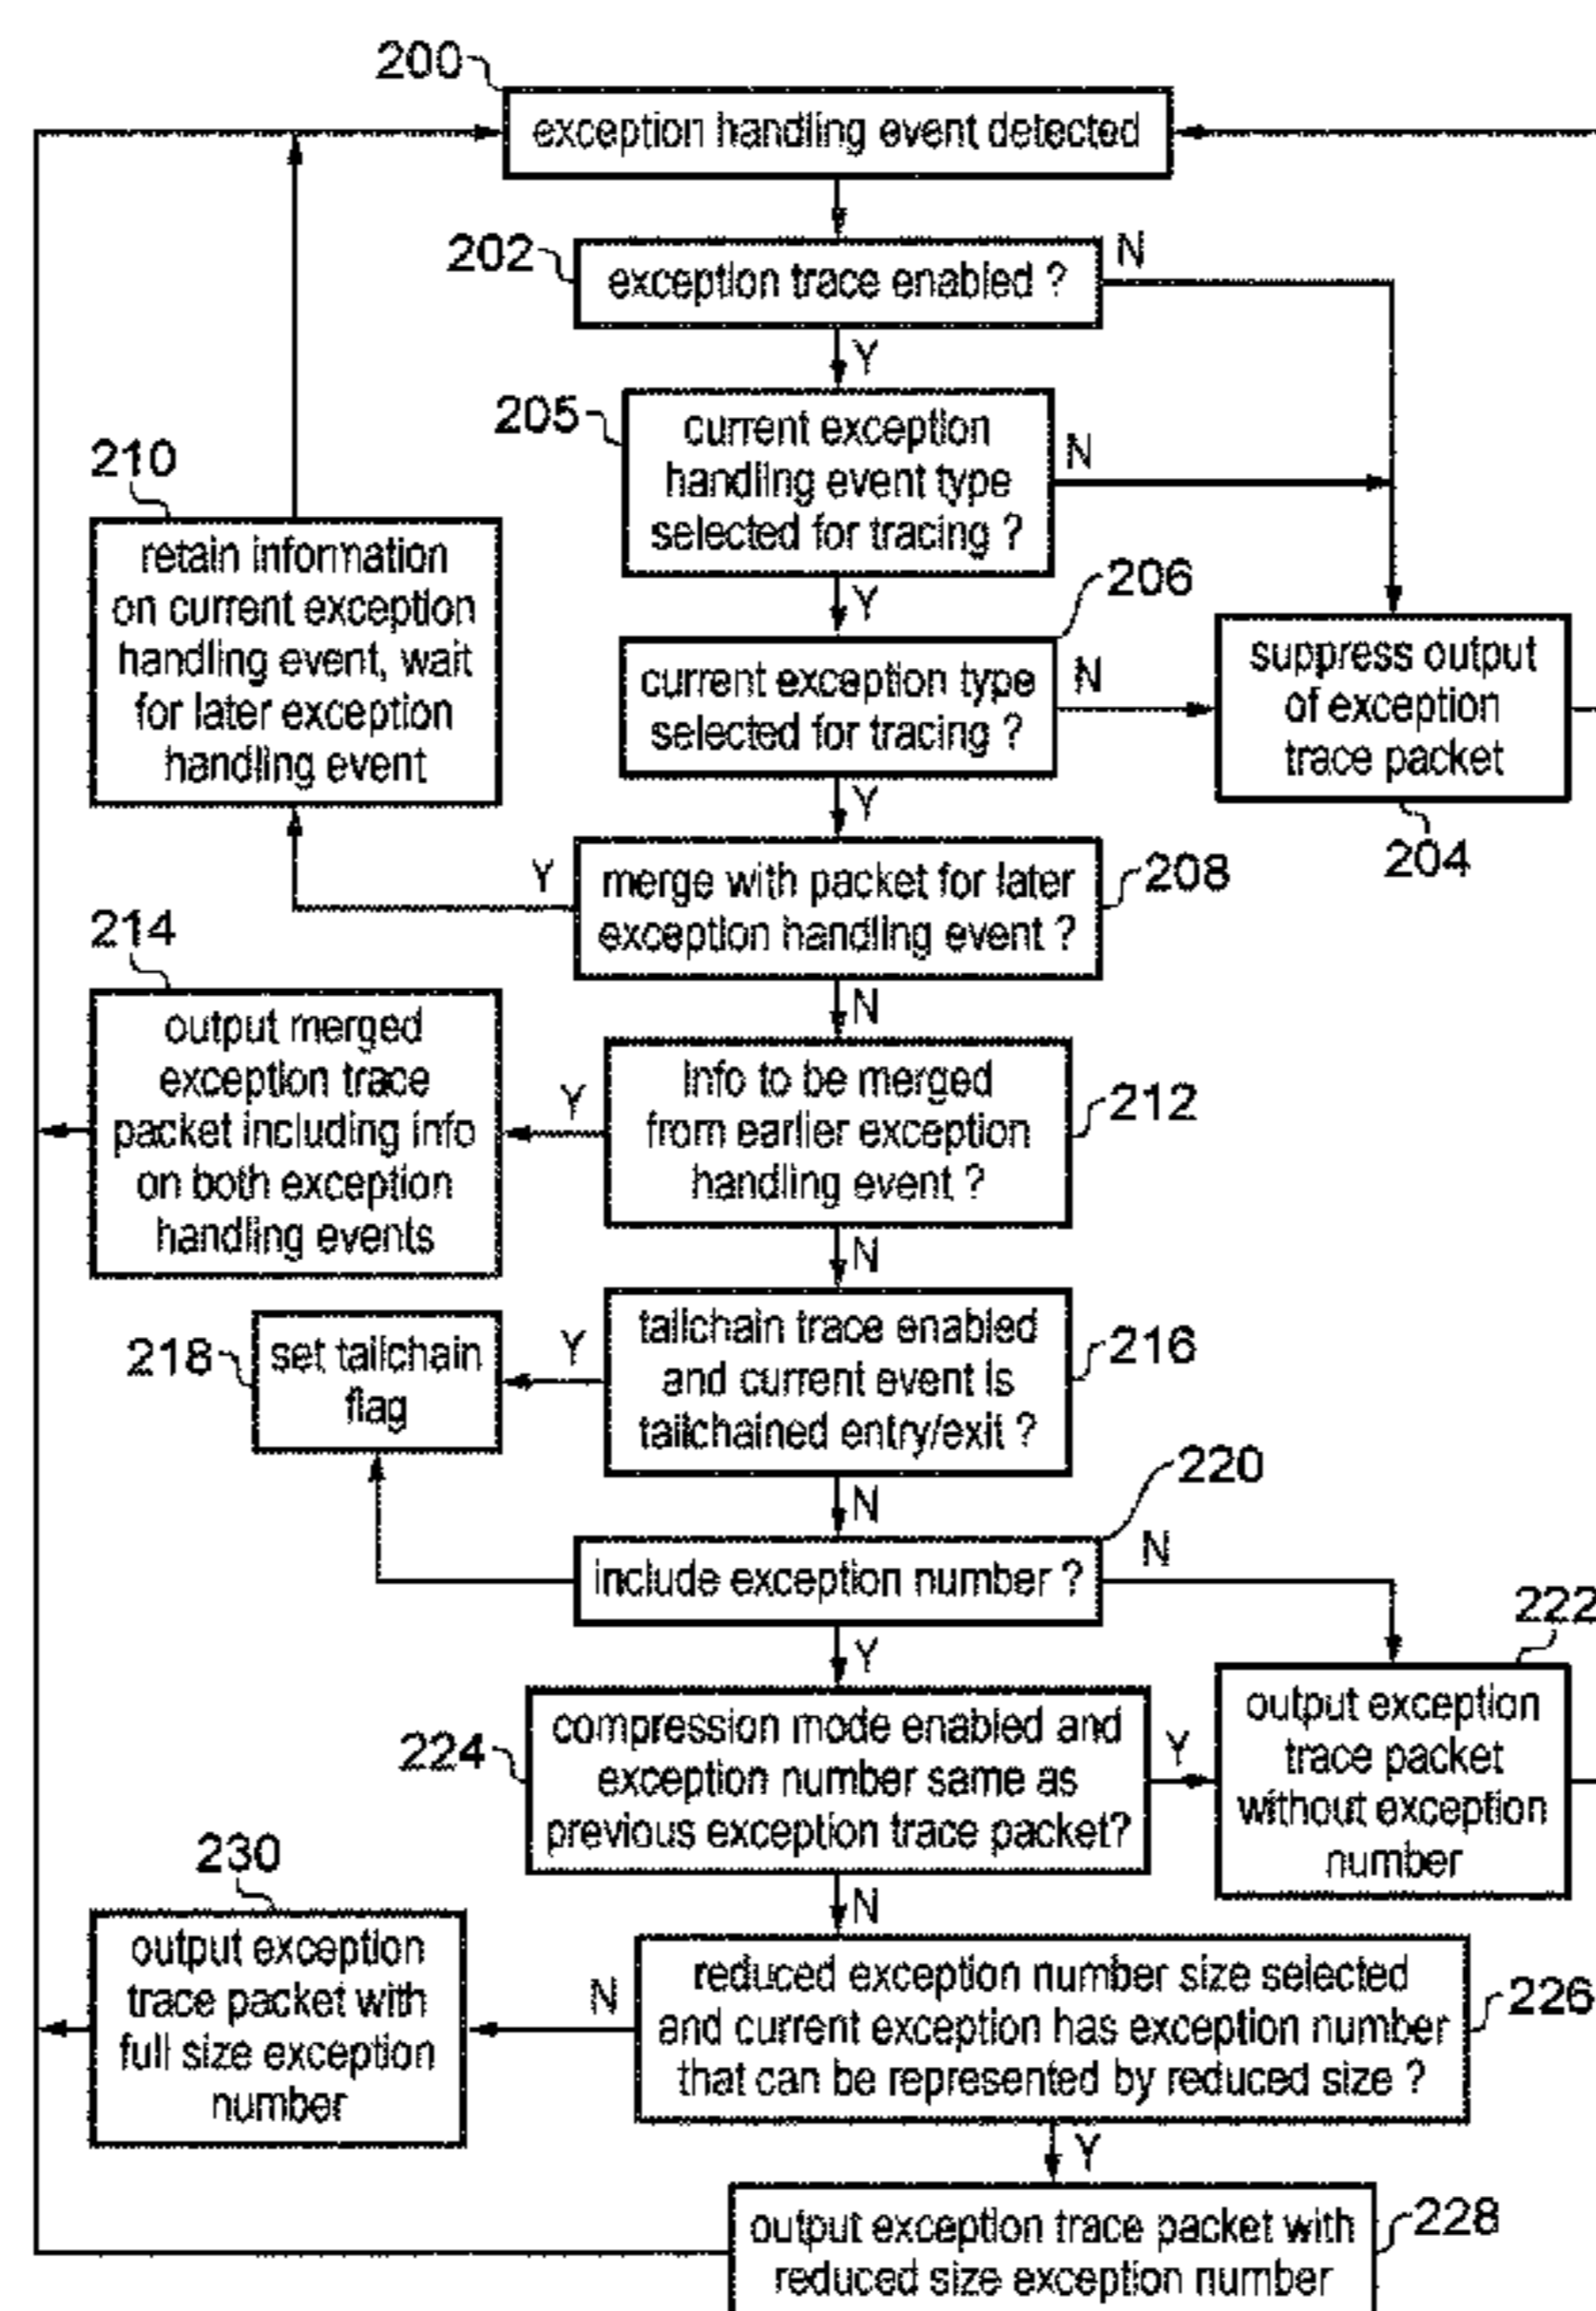 200
exception handling event detected
202
exception trace enabled ?
N
Y
205
current exception
handling event type
selected for tracing ?
N
Y
210
retain information
on current exception
handling event, wait
for later exception
handling event
206
current exception type
selected for tracing ?
N
Y
suppress output
of exception
trace packet
204
208
merge with packet for later
exception handling event ?
Y
N
214
output merged
exception trace
packet including info
on both exception
handling events
212
Info to be merged
from earlier exception
handling event ?
Y
N
216
tailchain trace enabled
and current event is
tailchained entry/exit ?
Y
N
218
set tailchain
flag
220
include exception number ?
N
Y
222
output exception
trace packet
without exception
number
224
compression mode enabled and
exception number same as
previous exception trace packet?
Y
N
230
output exception
trace packet with
full size exception
number
226
reduced exception number size selected
and current exception has exception number
that can be represented by reduced size ?
N
Y
228
output exception trace packet with
reduced size exception number